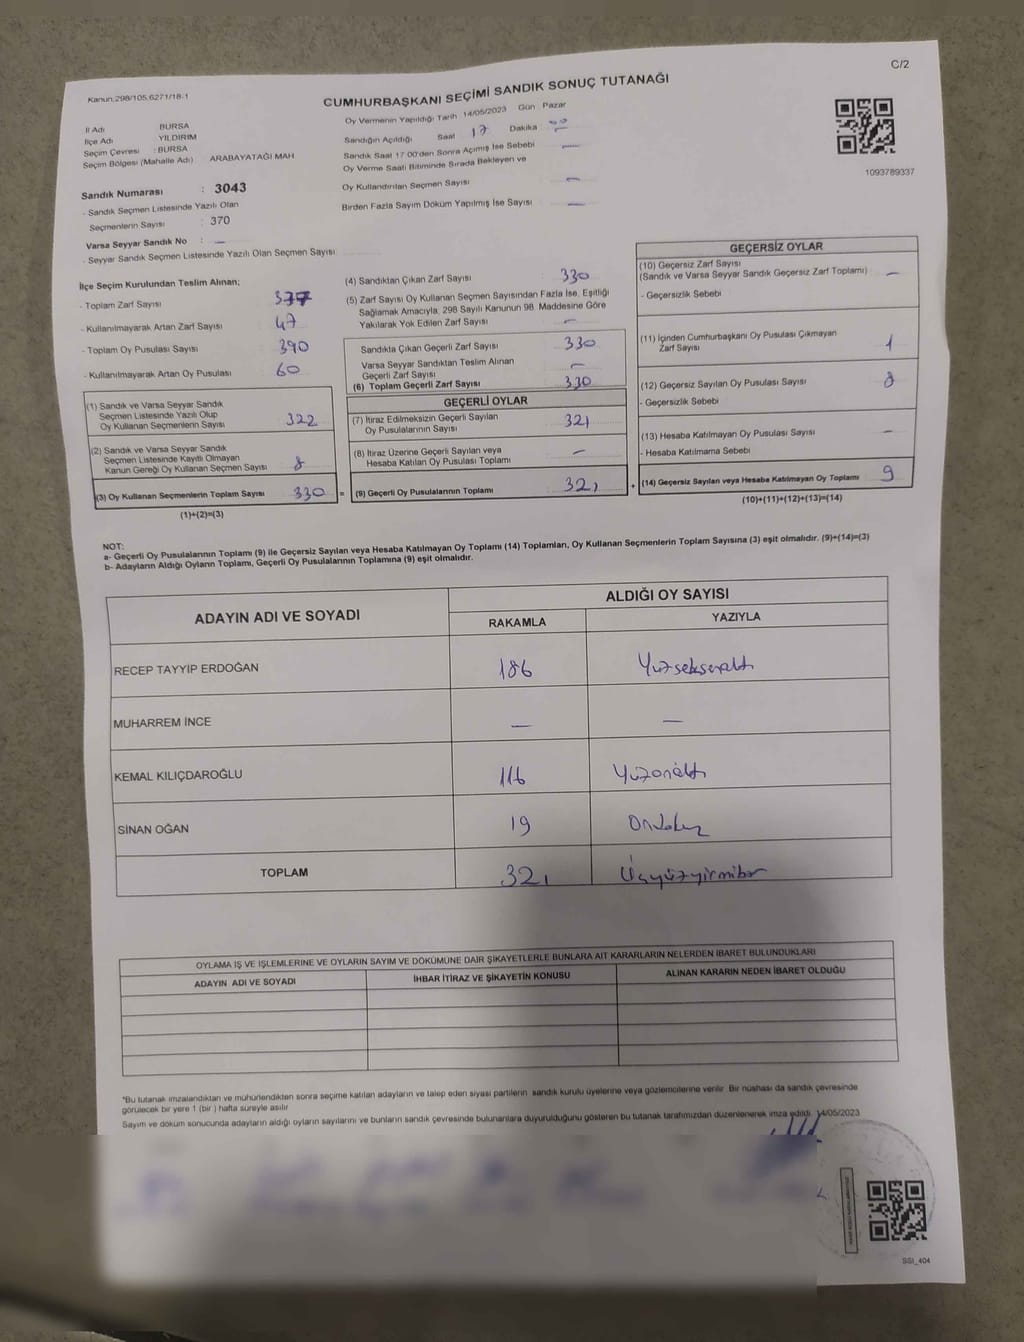 C/2
Kanun:298/105,6271/18-1
CUMHURBAŞKANI SEÇİMİ SANDIK SONUÇ TUTANAĞI
İl Adı BURSA
İlçe Adı YILDIRIM
Seçim Çevresi : BURSA
Seçim Bölgesi (Mahalle Adı) ARABAYATAĞI MAH
Sandık Numarası : 3043
- Sandık Seçmen Listesinde Yazılı Olan
Seçmenlerin Sayısı : 370
Varsa Seyyar Sandık No : —
- Seyyar Sandık Seçmen Listesinde Yazılı Olan Seçmen Sayısı
Oy Vermenin Yapıldığı Tarih 14/05/2023 Gün Pazar
Sandığın Açıldığı Saat 17 Dakika
Sandık Saat 17.00'den Sonra Açımış İse Sebebi —
Oy Verme Saati Bitiminde Sırada Bekleyen ve
Oy Kullandırılan Seçmen Sayısı —
Birden Fazla Sayım Döküm Yapılmış İse Sayısı —
1093789337
İlçe Seçim Kurulundan Teslim Alınan;
- Toplam Zarf Sayısı 377
- Kullanılmayarak Artan Zarf Sayısı 47
- Toplam Oy Pusulası Sayısı 390
- Kullanılmayarak Artan Oy Pusulası 60
(1) Sandık ve Varsa Seyyar Sandık
Seçmen Listesinde Yazılı Olup
Oy Kullanan Seçmenlerin Sayısı 322
(2) Sandık ve Varsa Seyyar Sandık
Seçmen Listesinde Kayıtlı Olmayan
Kanun Gereği Oy Kullanan Seçmen Sayısı 8
(3) Oy Kullanan Seçmenlerin Toplam Sayısı 330 =
(1)+(2)=(3)
(4) Sandıktan Çıkan Zarf Sayısı 330
(5) Zarf Sayısı Oy Kullanan Seçmen Sayısından Fazla İse, Eşitliği
Sağlamak Amacıyla, 298 Sayılı Kanunun 98. Maddesine Göre
Yakılarak Yok Edilen Zarf Sayısı —
Sandıkta Çıkan Geçerli Zarf Sayısı 330
Varsa Seyyar Sandıktan Teslim Alınan
Geçerli Zarf Sayısı —
(6) Toplam Geçerli Zarf Sayısı 330
GEÇERLİ OYLAR
(7) İtiraz Edilmeksizin Geçerli Sayılan
Oy Pusulalarının Sayısı 321
(8) İtiraz Üzerine Geçerli Sayılan veya
Hesaba Katılan Oy Pusulası Toplamı —
(9) Geçerli Oy Pusulalarının Toplamı 321 +
GEÇERSİZ OYLAR
(10) Geçersiz Zarf Sayısı
(Sandık ve Varsa Seyyar Sandık Geçersiz Zarf Toplamı) —
- Geçersizlik Sebebi
(11) İçinden Cumhurbaşkanı Oy Pusulası Çıkmayan
Zarf Sayısı 1
(12) Geçersiz Sayılan Oy Pusulası Sayısı 8
- Geçersizlik Sebebi
(13) Hesaba Katılmayan Oy Pusulası Sayısı —
- Hesaba Katılmama Sebebi
(14) Geçersiz Sayılan veya Hesaba Katılmayan Oy Toplamı 9
(10)+(11)+(12)+(13)=(14)
NOT:
a- Geçerli Oy Pusulalarının Toplamı (9) ile Geçersiz Sayılan veya Hesaba Katılmayan Oy Toplamı (14) Toplamları, Oy Kullanan Seçmenlerin Toplam Sayısına (3) eşit olmalıdır. (9)+(14)=(3)
b- Adayların Aldığı Oyların Toplamı, Geçerli Oy Pusulalarının Toplamına (9) eşit olmalıdır.
ADAYIN ADI VE SOYADI ALDIĞI OY SAYISI
RAKAMLA YAZIYLA
RECEP TAYYİP ERDOĞAN 186 Yüzseksenaltı
MUHARREM İNCE — —
KEMAL KILIÇDAROĞLU 116 Yüzonaltı
SİNAN OĞAN 19 Ondokuz
TOPLAM 321 Üçyüzyirmibir
OYLAMA İŞ VE İŞLEMLERİNE VE OYLARIN SAYIM VE DÖKÜMÜNE DAİR ŞİKAYETLERLE BUNLARA AİT KARARLARIN NELERDEN İBARET BULUNDUKLARI
ADAYIN ADI VE SOYADI İHBAR İTİRAZ VE ŞİKAYETİN KONUSU ALINAN KARARIN NEDEN İBARET OLDUĞU
*Bu tutanak imzalandıktan ve mühürlendikten sonra seçime katılan adayların ve talep eden siyasi partilerin sandık kurulu üyelerine veya gözlemcilerine verilir. Bir nüshası da sandık çevresinde
görülecek bir yere 1 (bir) hafta süreyle asılır
Sayım ve döküm sonucunda adayların aldığı oyların sayılarını ve bunların sandık çevresinde bulunanlara duyurulduğunu gösteren bu tutanak tarafımızdan düzenlenerek imza edildi. 14/05/2023
SSI_404